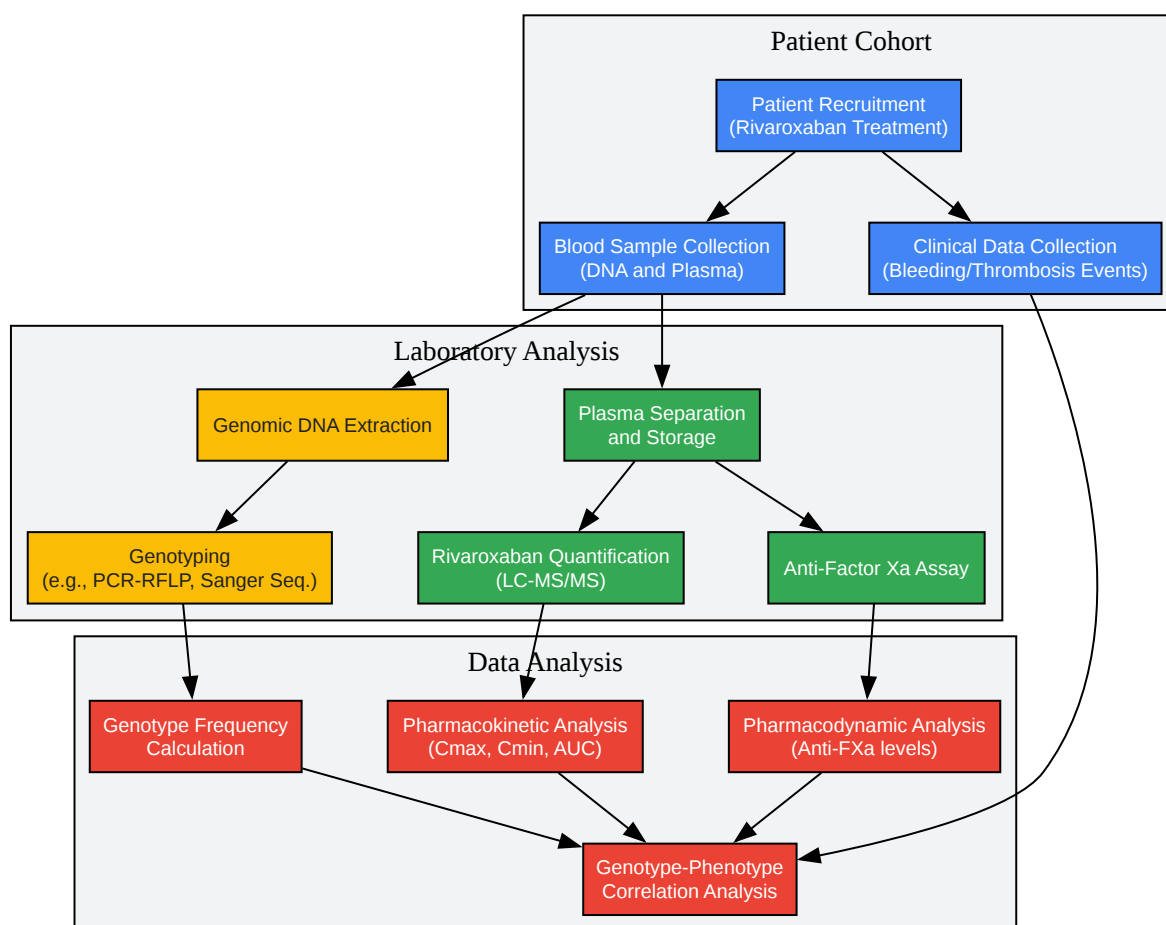 Patient Cohort
Patient Recruitment
(Rivaroxaban Treatment)
Blood Sample Collection
(DNA and Plasma)
Clinical Data Collection
(Bleeding/Thrombosis Events)
Laboratory Analysis
Genomic DNA Extraction
Plasma Separation
and Storage
Genotyping
(e.g., PCR-RFLP, Sanger Seq.)
Rivaroxaban Quantification
(LC-MS/MS)
Anti-Factor Xa Assay
Data Analysis
Genotype Frequency
Calculation
Pharmacokinetic Analysis
(Cmax, Cmin, AUC)
Pharmacodynamic Analysis
(Anti-FXa levels)
Genotype-Phenotype
Correlation Analysis